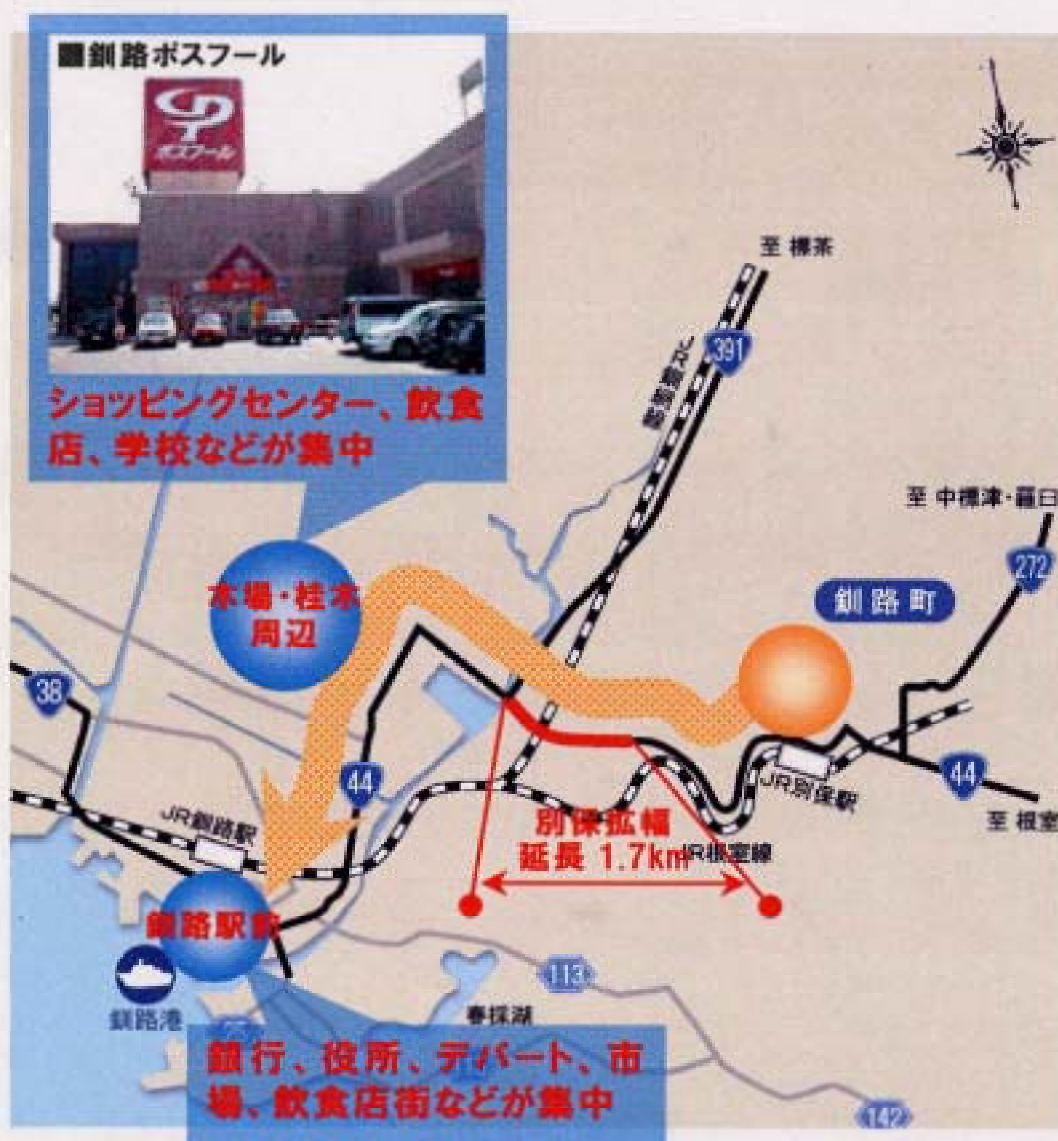 ■釧路ポスフール
ポスフール
ショッピングセンター、飲食
店、学校などが集中
至 標茶
391
至 中標津・羅臼
272
釧路町
木場・桂木
周辺
38
44
JR釧路駅
JR別保駅
44
至 根室
別保拡幅
延長 1.7km
JR根室線
釧路駅前
釧路港
113
春採湖
銀行、役所、デパート、市
場、飲食店街などが集中
142